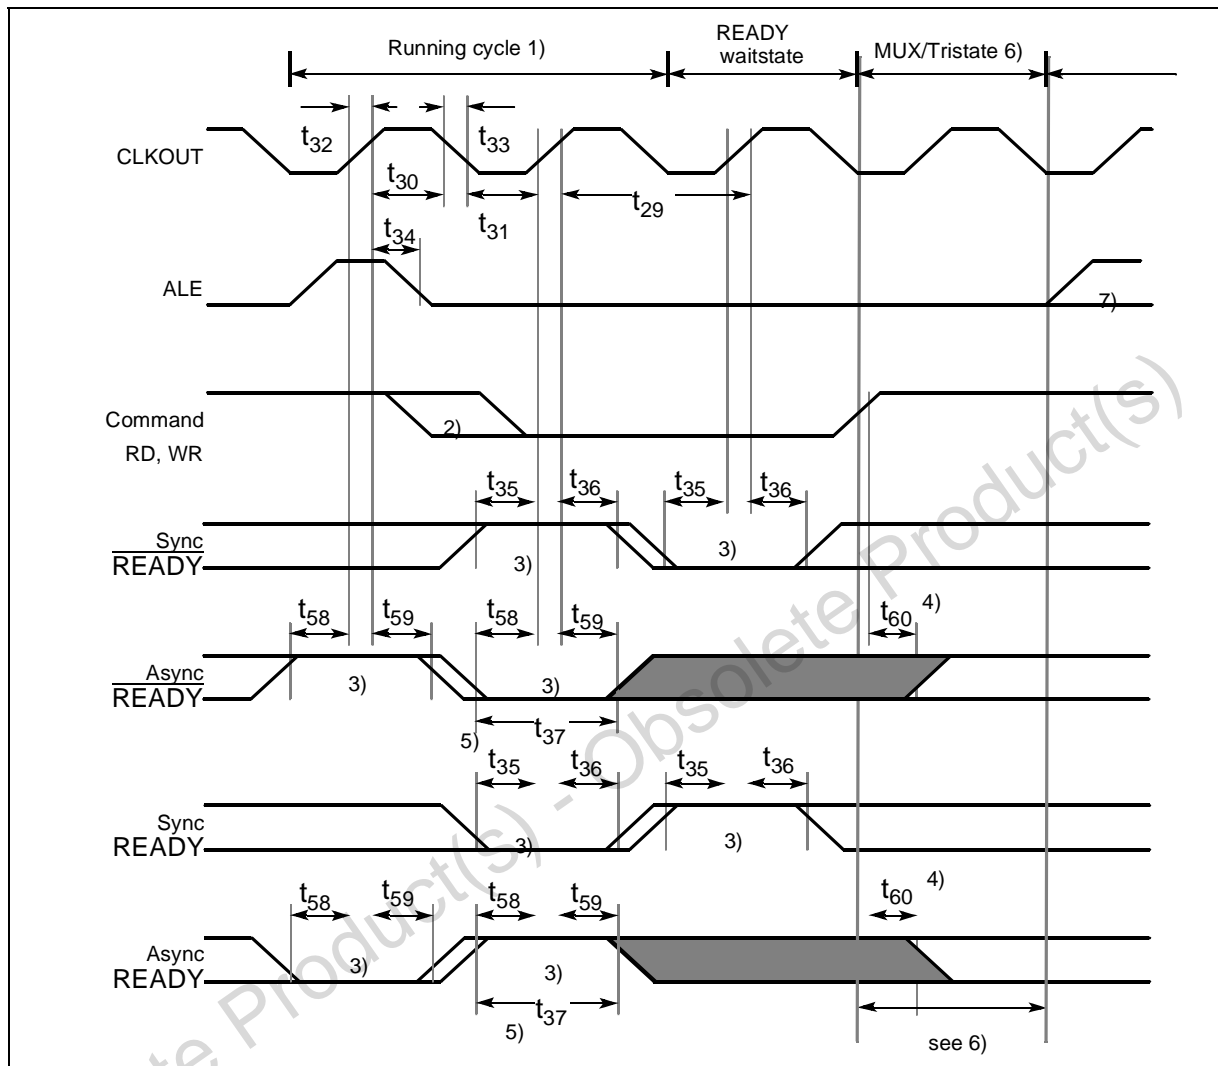 READY
Running cycle 1)
waitstate
MUX/Tristate 6)
t32
t33
CLKOUT
t30
t29
t31
t34
ALE
7)
Command
2)
RD, WR
t35
t36
t35
t36
Sync
READY
3)
3)
4)
t58
t59
t58
t59
t60
Async
READY
3)
3)
t37
5)
t35
t36
t35
t36
Sync
READY
3)
3)
4)
t58
t59
t58
t59
t60
Async
READY
3)
3)
t37
5)
see 6)
te Product(s) - Obsolete Product(s)